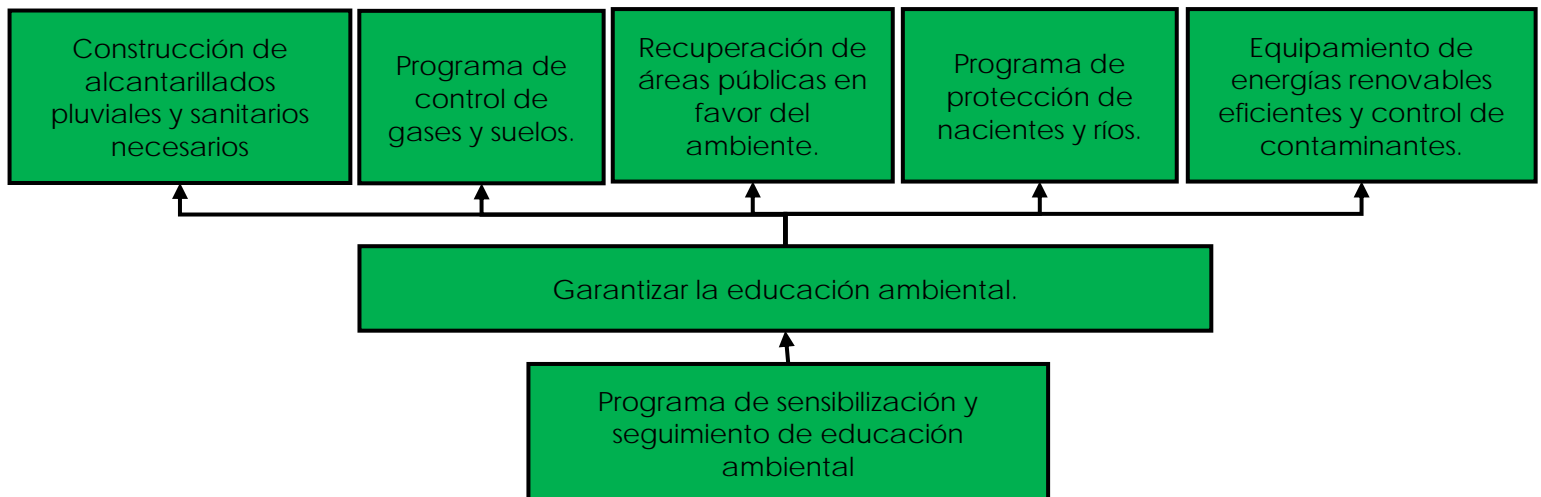 Construcción de
alcantarillados
pluviales y sanitarios
necesarios
Programa de
control de
gases y suelos.
Recuperación de
áreas públicas en
favor del
ambiente.
Programa de
protección de
nacientes y ríos.
Equipamiento de
energías renovables
eficientes y control de
contaminantes.
Garantizar la educación ambiental.
Programa de sensibilización y
seguimiento de educación
ambiental